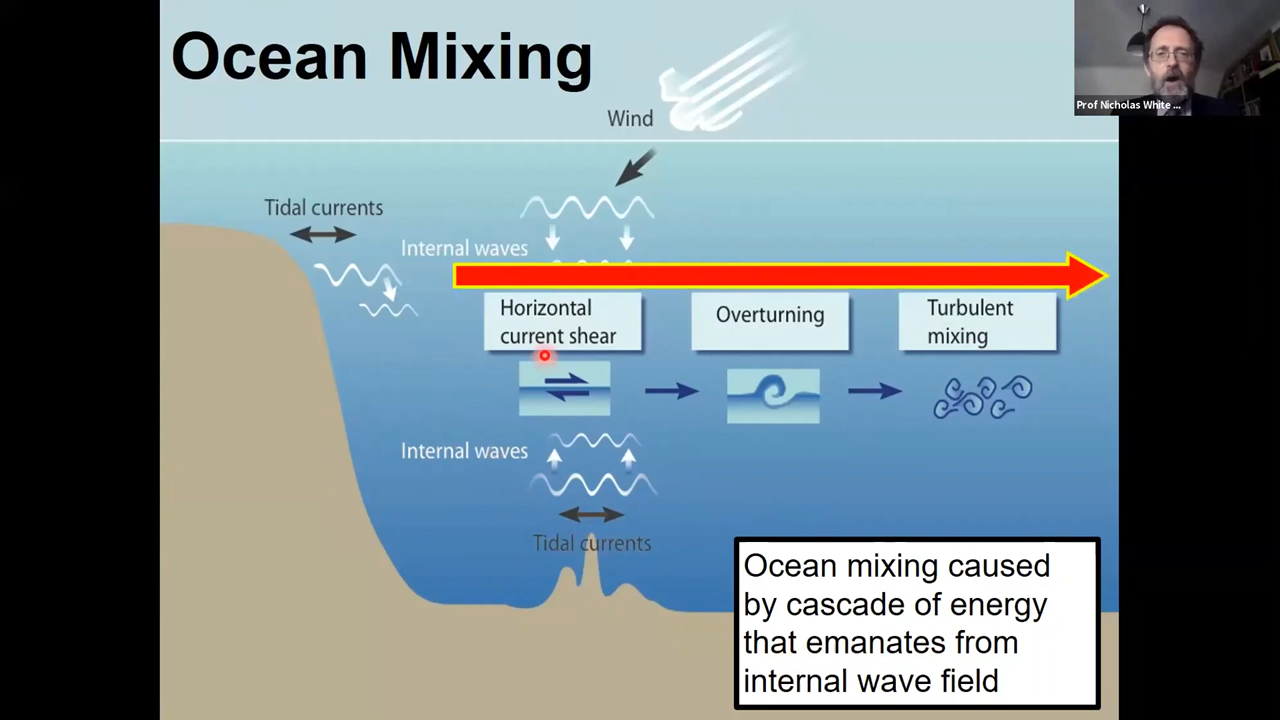 Ocean Mixing
Prof Nicholas White ...
Wind
Tidal currents
Internal waves
Horizontal
current shear
Overturning
Turbulent
mixing
Internal waves
Tidal currents
Ocean mixing caused
by cascade of energy
that emanates from
internal wave field